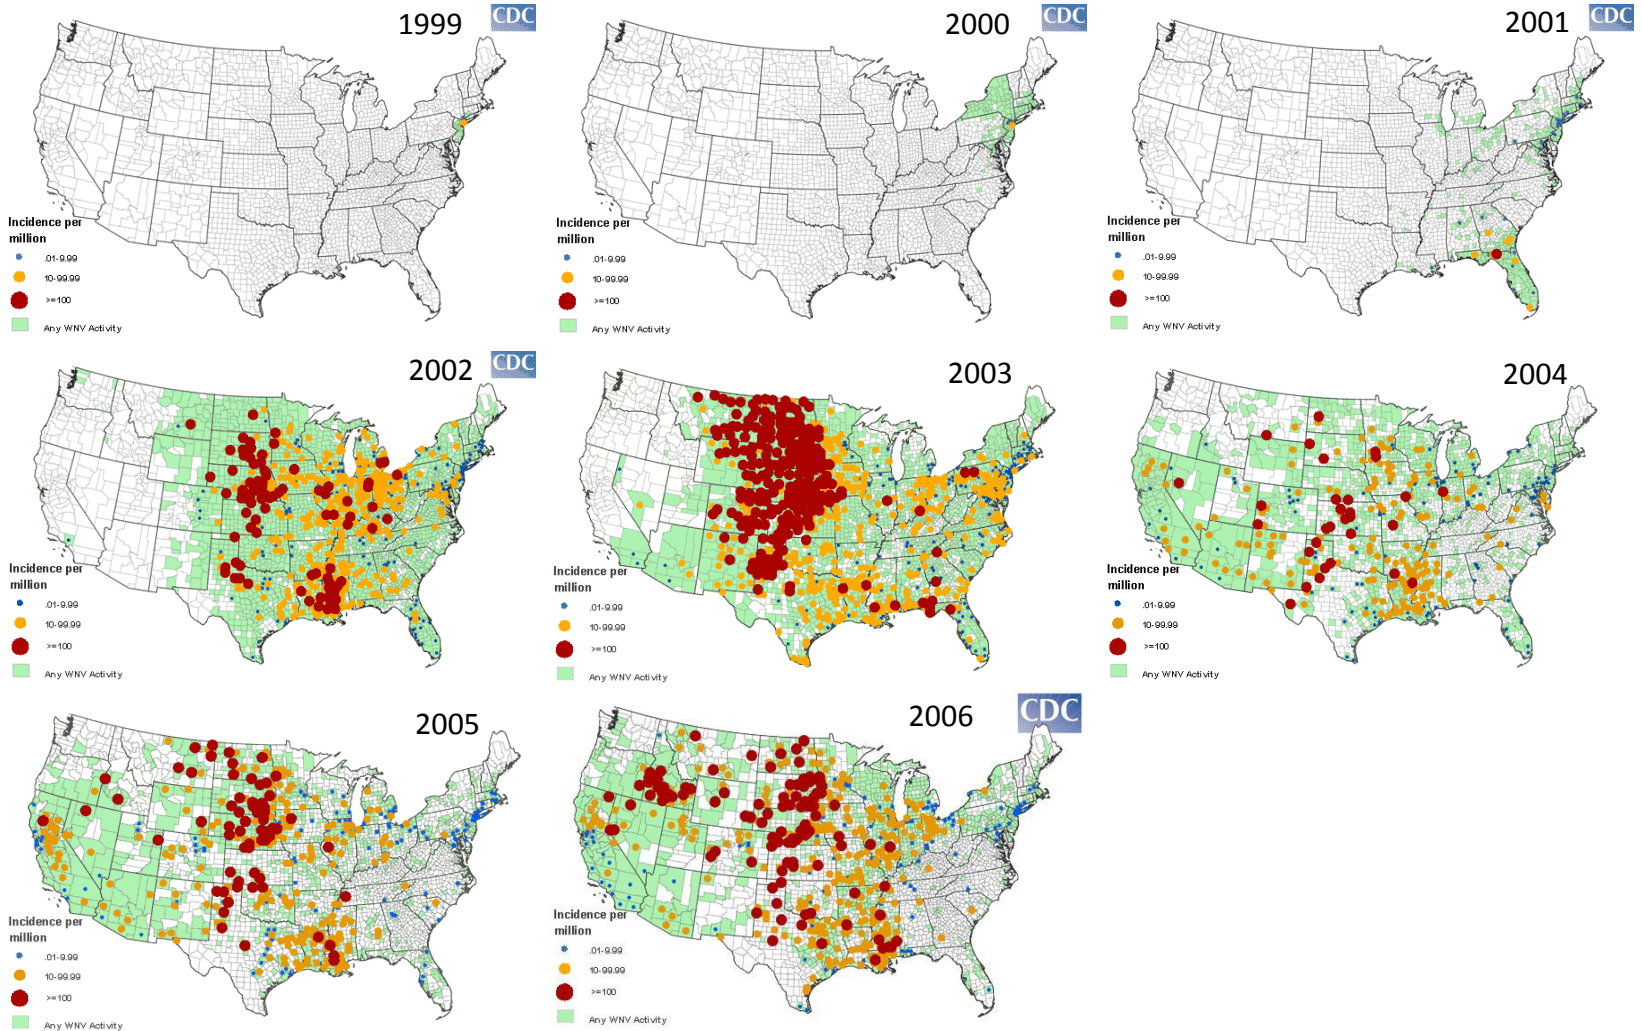 1999
CDC
Incidence per
million
.01-9.99
10-99.99
>=100
Any WNV Activity
2000
CDC
Incidence per
million
.01-9.99
10-99.99
>=100
Any WNV Activity
2001
CDC
Incidence per
million
.01-9.99
10-99.99
>=100
Any WNV Activity
2002
CDC
Incidence per
million
.01-9.99
10-99.99
>=100
Any WNV Activity
2003
Incidence per
million
.01-9.99
10-99.99
>=100
Any WNV Activity
2004
Incidence per
million
.01-9.99
10-99.99
>=100
Any WNV Activity
2005
Incidence per
million
.01-9.99
10-99.99
>=100
Any WNV Activity
2006
CDC
Incidence per
million
.01-9.99
10-99.99
>=100
Any WNV Activity